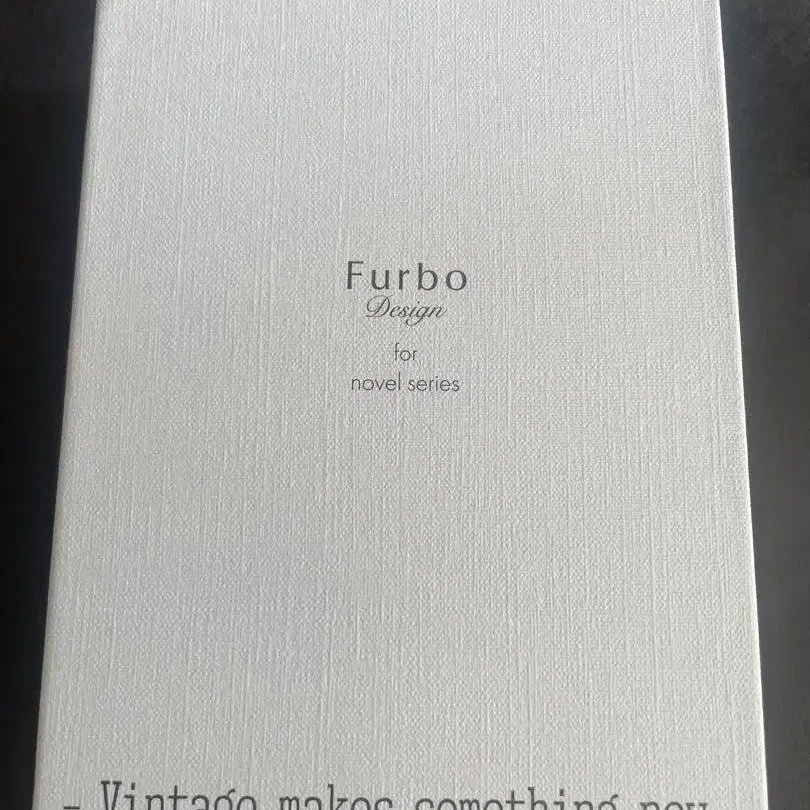 Furbo
Design
for
novel series
- Vintage makes something new